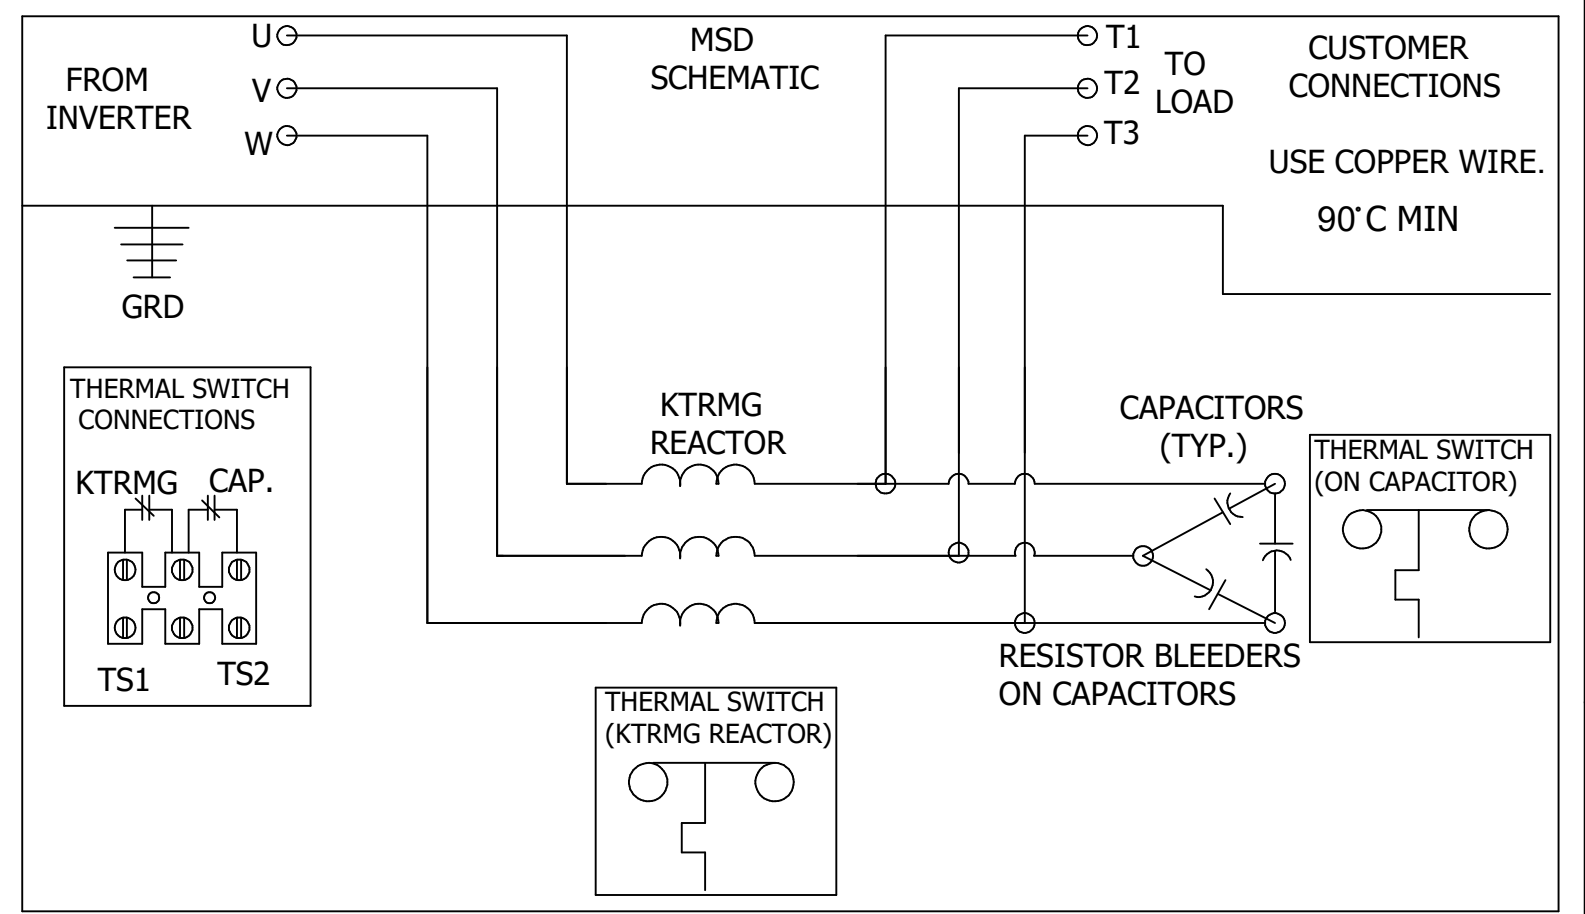 U
V
W
FROM
INVERTER
MSD
SCHEMATIC
T1
T2
T3
TO
LOAD
CUSTOMER
CONNECTIONS
USE COPPER WIRE.
90°C MIN
GRD
THERMAL SWITCH
CONNECTIONS
KTRMG CAP.
TS1 TS2
KTRMG
REACTOR
CAPACITORS
(TYP.)
THERMAL SWITCH
(ON CAPACITOR)
RESISTOR BLEEDERS
ON CAPACITORS
THERMAL SWITCH
(KTRMG REACTOR)